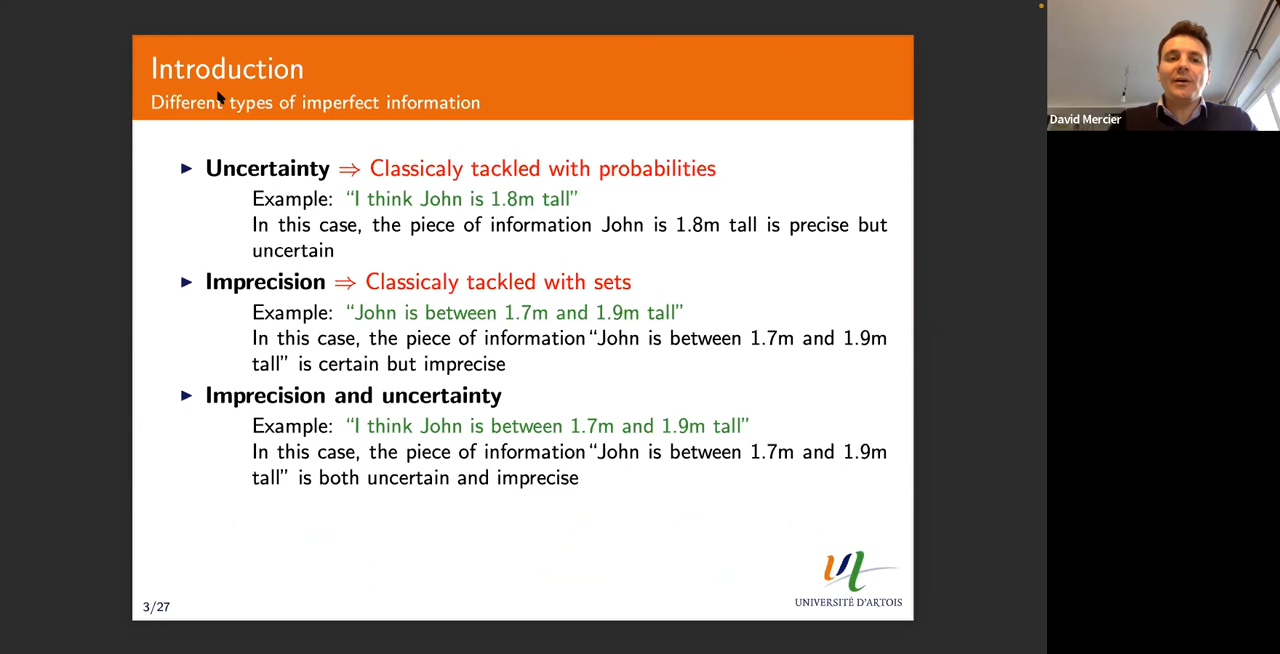 Introduction
Different types of imperfect information
▶ Uncertainty ⇒ Classicaly tackled with probabilities
Example: “I think John is 1.8m tall”
In this case, the piece of information John is 1.8m tall is precise but
uncertain
▶ Imprecision ⇒ Classicaly tackled with sets
Example: “John is between 1.7m and 1.9m tall”
In this case, the piece of information “John is between 1.7m and 1.9m
tall” is certain but imprecise
▶ Imprecision and uncertainty
Example: “I think John is between 1.7m and 1.9m tall”
In this case, the piece of information “John is between 1.7m and 1.9m
tall” is both uncertain and imprecise
UNIVERSITÉ D'ARTOIS
3/27
David Mercier